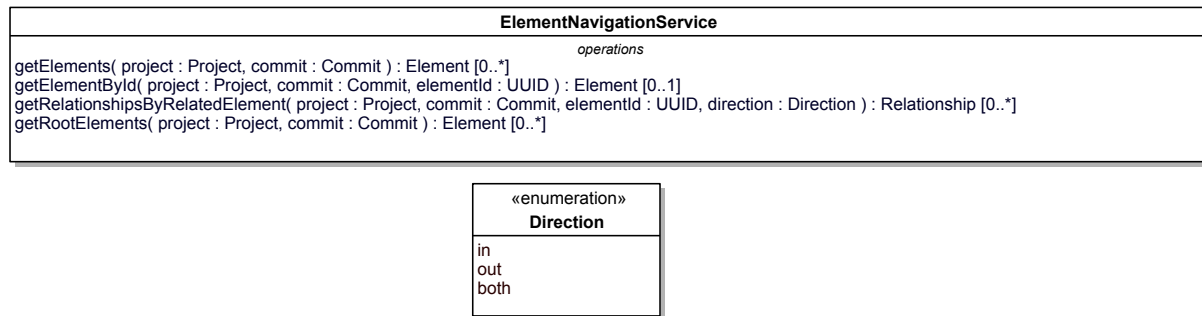 ElementNavigationService
operations
getElements( project : Project, commit : Commit ) : Element [0..*]
getElementById( project : Project, commit : Commit, elementId : UUID ) : Element [0..1]
getRelationshipsByRelatedElement( project : Project, commit : Commit, elementId : UUID, direction : Direction ) : Relationship [0..*]
getRootElements( project : Project, commit : Commit ) : Element [0..*]
«enumeration»
Direction
in
out
both